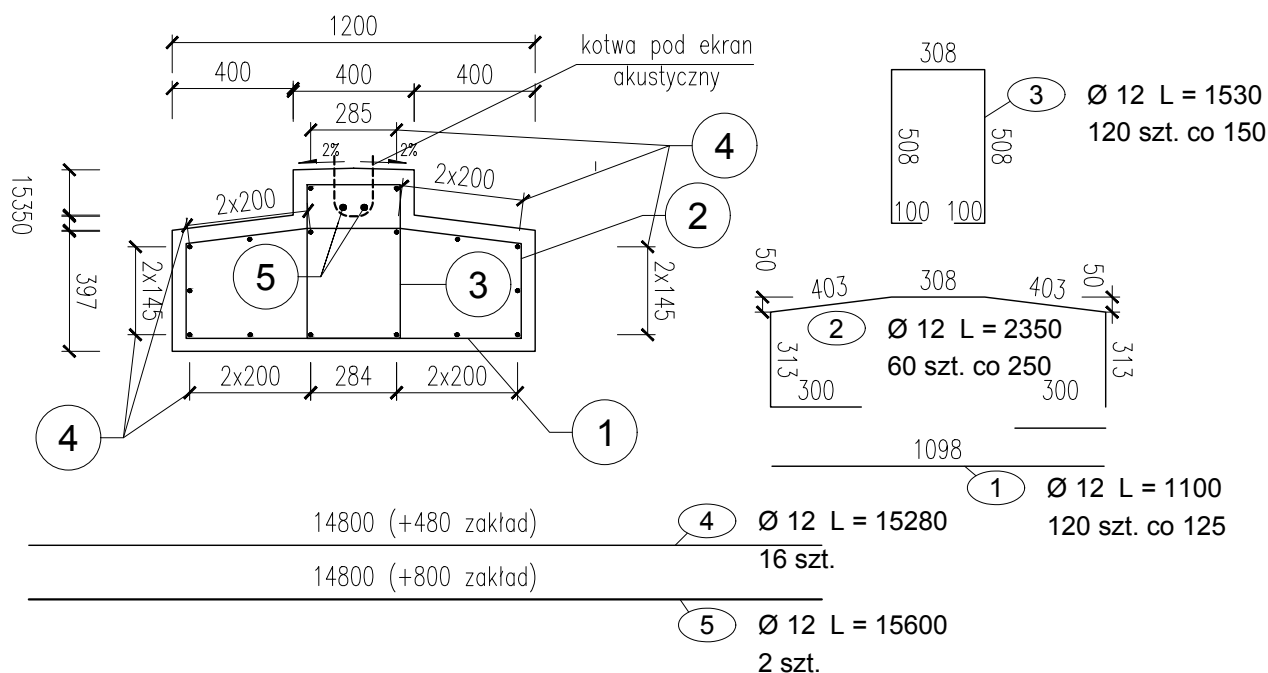 1200
kotwa pod ekran
akustyczny
400
400
400
285
2%
2%
4
15350
2x200
2x200
2
397
2x145
5
3
2x145
2x200
284
2x200
4
1
308
3
Ø 12 L = 1530
120 szt. co 150
508
508
100
100
50
403
308
403
50
2
Ø 12 L = 2350
60 szt. co 250
313
313
300
300
1098
1
Ø 12 L = 1100
120 szt. co 125
14800 (+480 zakład)
4
Ø 12 L = 15280
16 szt.
14800 (+800 zakład)
5
Ø 12 L = 15600
2 szt.